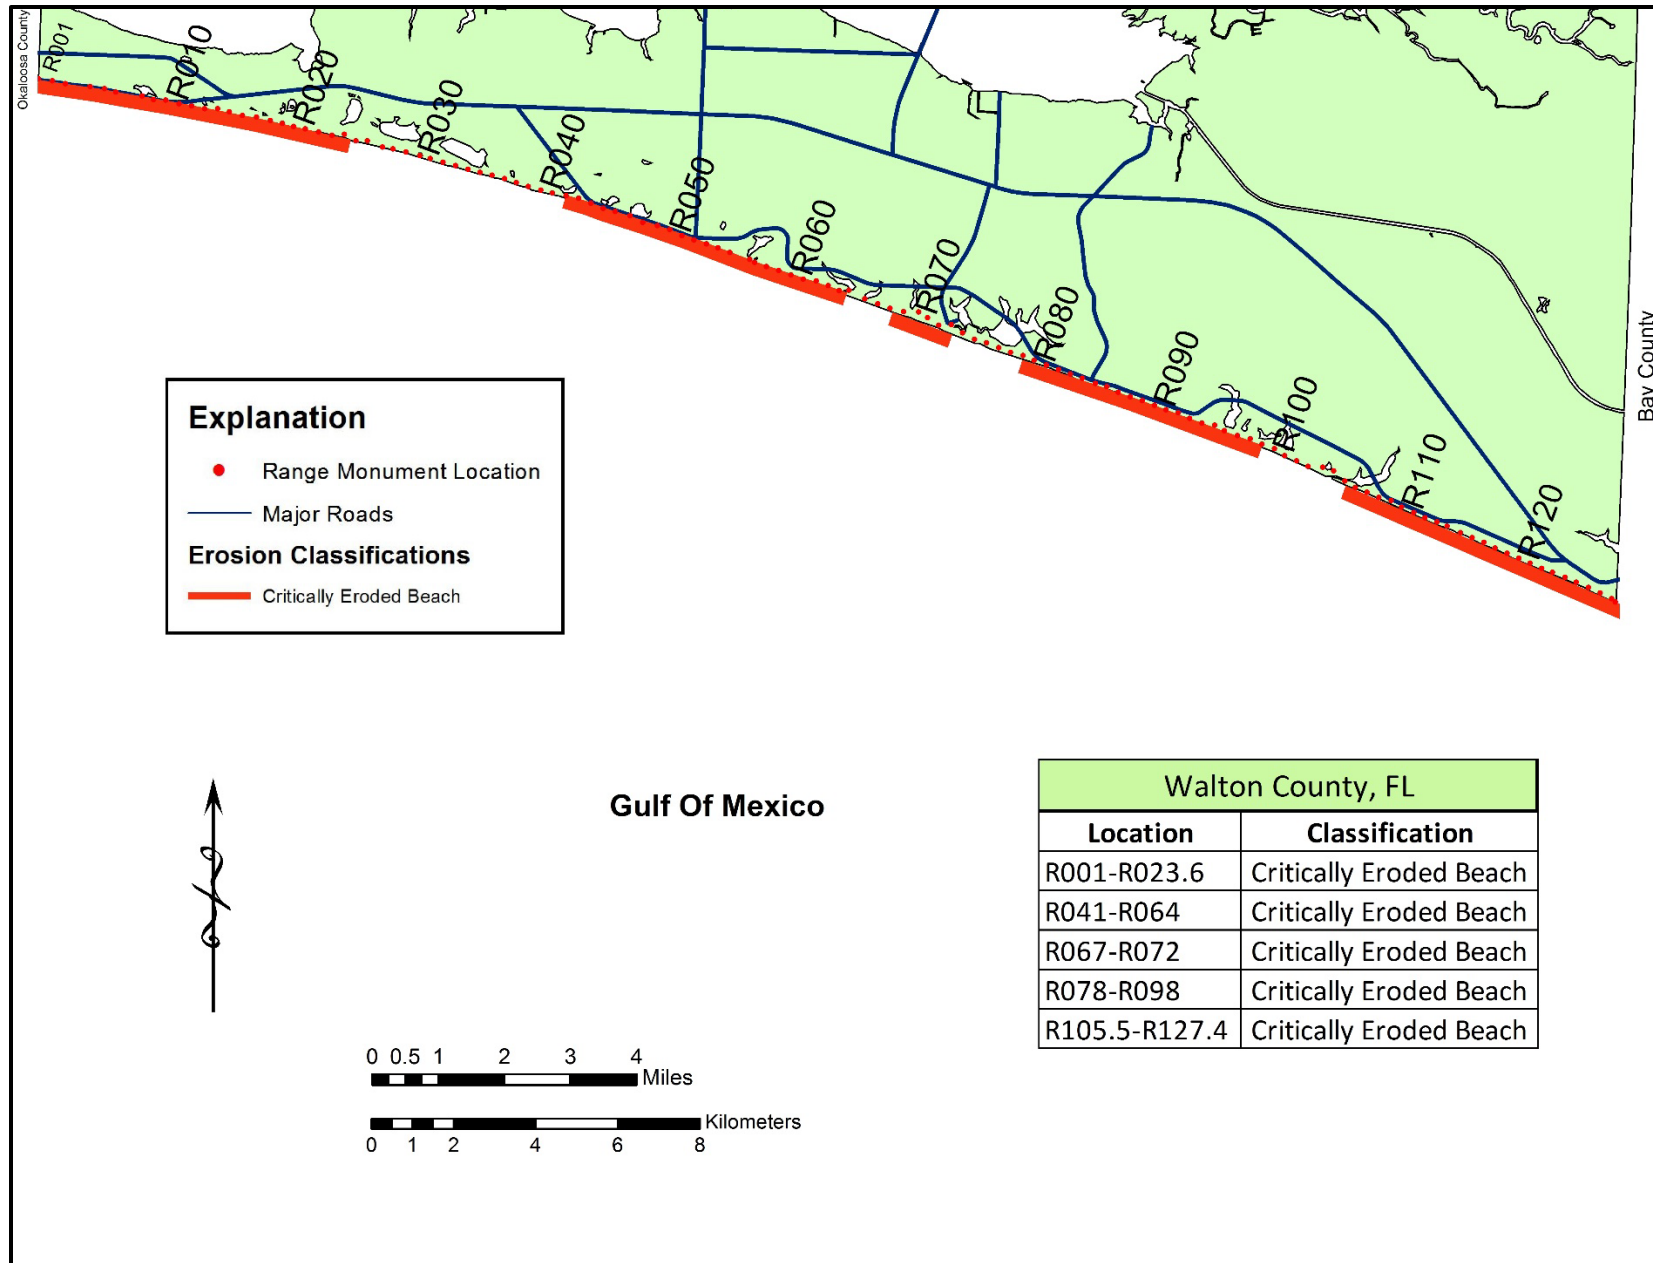 Okaloosa County
R001
R010
R020
R030
R040
R050
R060
R070
R080
R090
R100
R110
R120
Bay County
Explanation
Range Monument Location
Major Roads
Erosion Classifications
Critically Eroded Beach
Gulf Of Mexico
Walton County, FL
Location Classification
R001-R023.6 Critically Eroded Beach
R041-R064 Critically Eroded Beach
R067-R072 Critically Eroded Beach
R078-R098 Critically Eroded Beach
R105.5-R127.4 Critically Eroded Beach
0 0.5 1 2 3 4
Miles
Kilometers
0 1 2 4 6 8